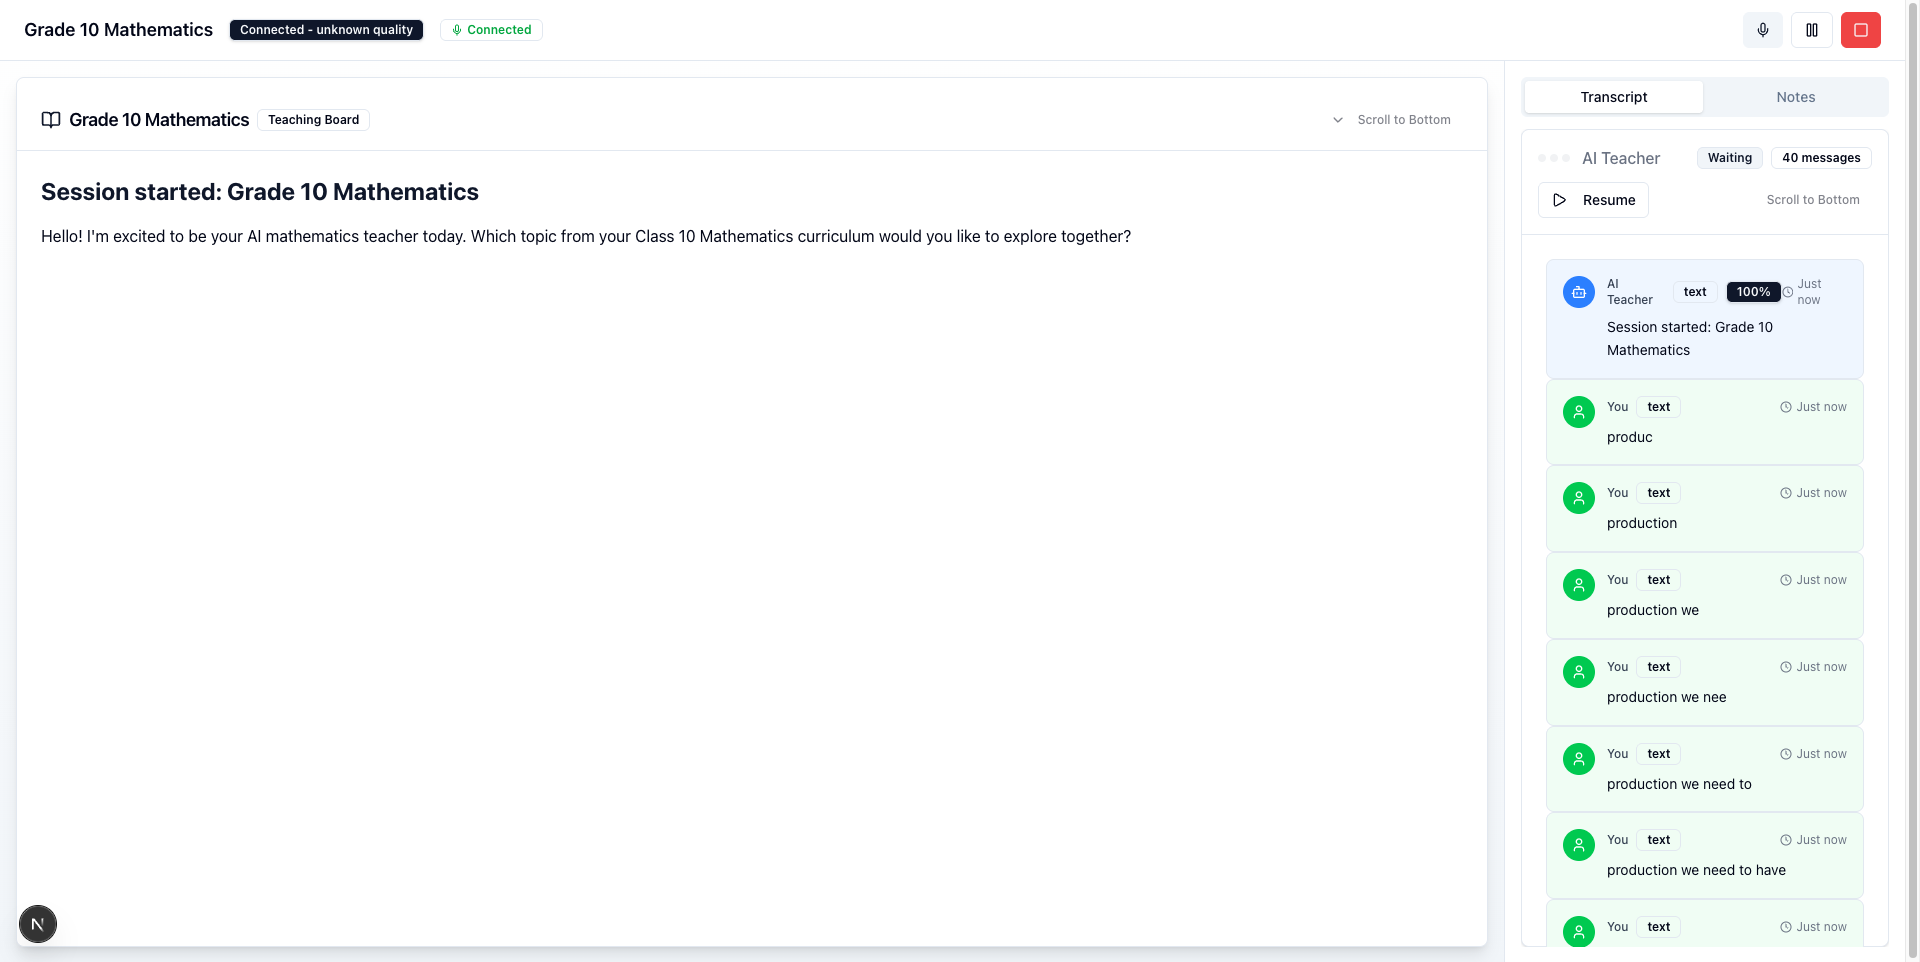 Grade 10 Mathematics
Connected - unknown quality
Connected
Grade 10 Mathematics
Teaching Board
Scroll to Bottom
Session started: Grade 10 Mathematics
Hello! I'm excited to be your AI mathematics teacher today. Which topic from your Class 10 Mathematics curriculum would you like to explore together?
N
Transcript
Notes
AI Teacher
Waiting
40 messages
Resume
Scroll to Bottom
AI
Teacher
text
100%
Just
now
Session started: Grade 10
Mathematics
You
text
Just now
produc
You
text
Just now
production
You
text
Just now
production we
You
text
Just now
production we nee
You
text
Just now
production we need to
You
text
Just now
production we need to have
You
text
Just now